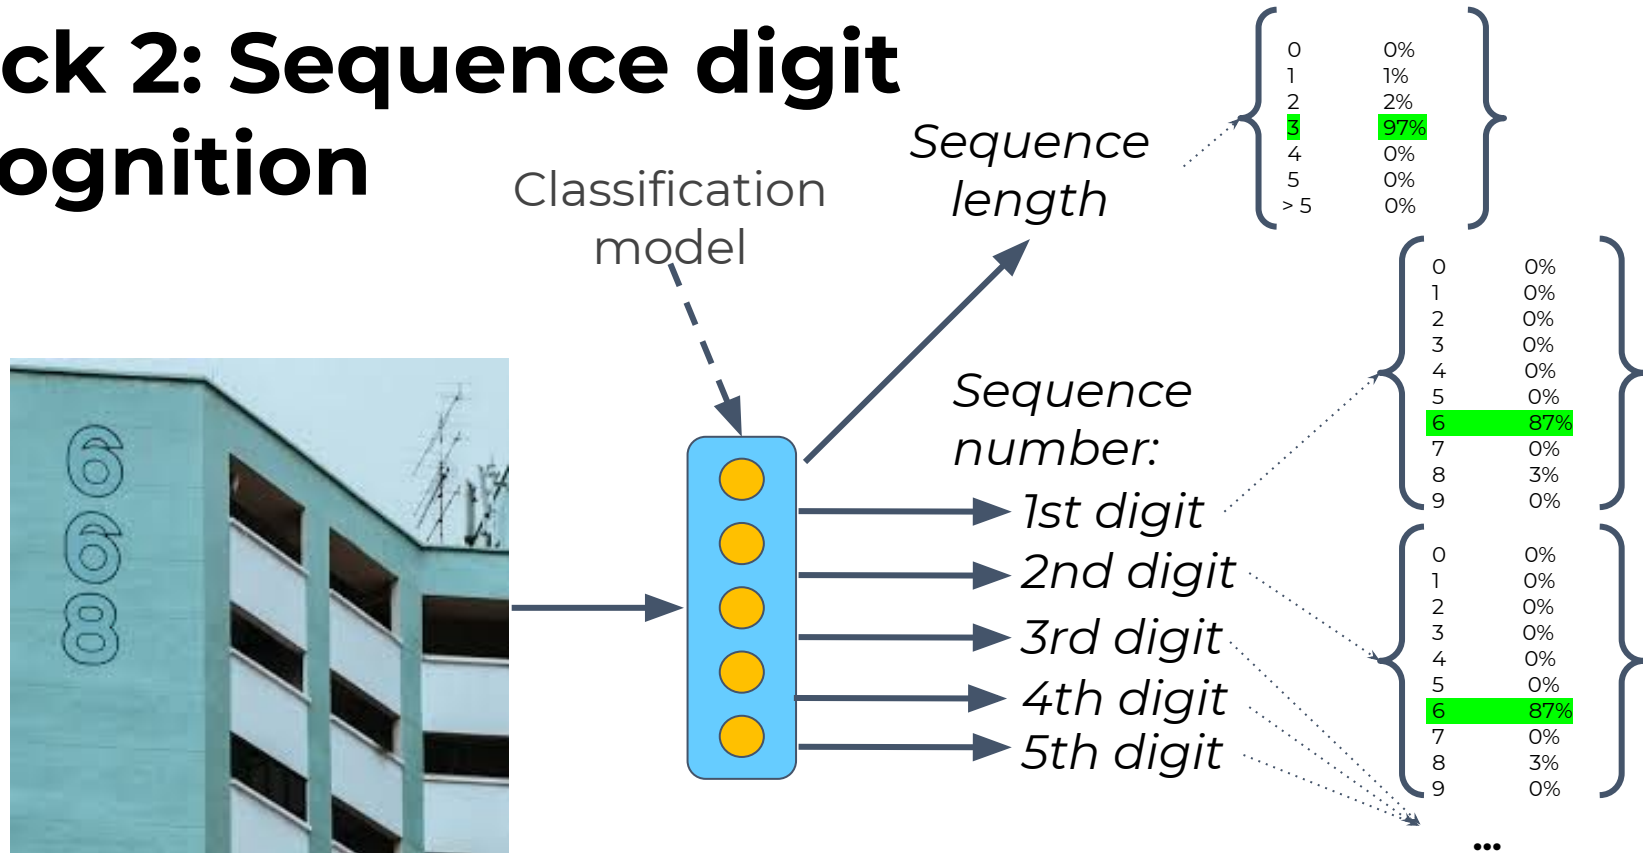 ck 2: Sequence digit
ognition
Classification
model
Sequence
length
0 0%
1 1%
2 2%
3 97%
4 0%
5 0%
> 5 0%
Sequence
number:
1st digit
2nd digit
3rd digit
4th digit
5th digit
0 0%
1 0%
2 0%
3 0%
4 0%
5 0%
6 87%
7 0%
8 3%
9 0%
0 0%
1 0%
2 0%
3 0%
4 0%
5 0%
6 87%
7 0%
8 3%
9 0%
...
6
6
8